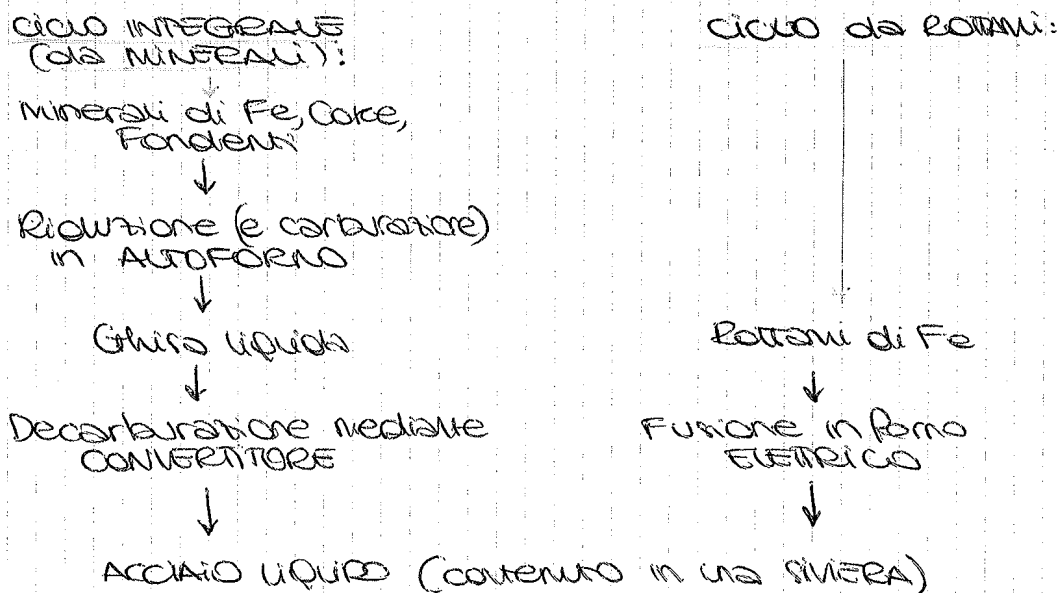 CICLO INTEGRALE
(da MINERALI):
Minerali di Fe, Coke,
Fondenti
↓
Riduzione (e carburazione)
in ALTOFORNO
↓
Ghisa liquida
↓
Decarburazione mediante
CONVERTITORE
↓
CICLO da ROTTAMI:
Rottami di Fe
↓
Fusione in forno
ELETTRICO
↓
ACCIAIO LIQUIDO (contenuto in una SIVIERA)